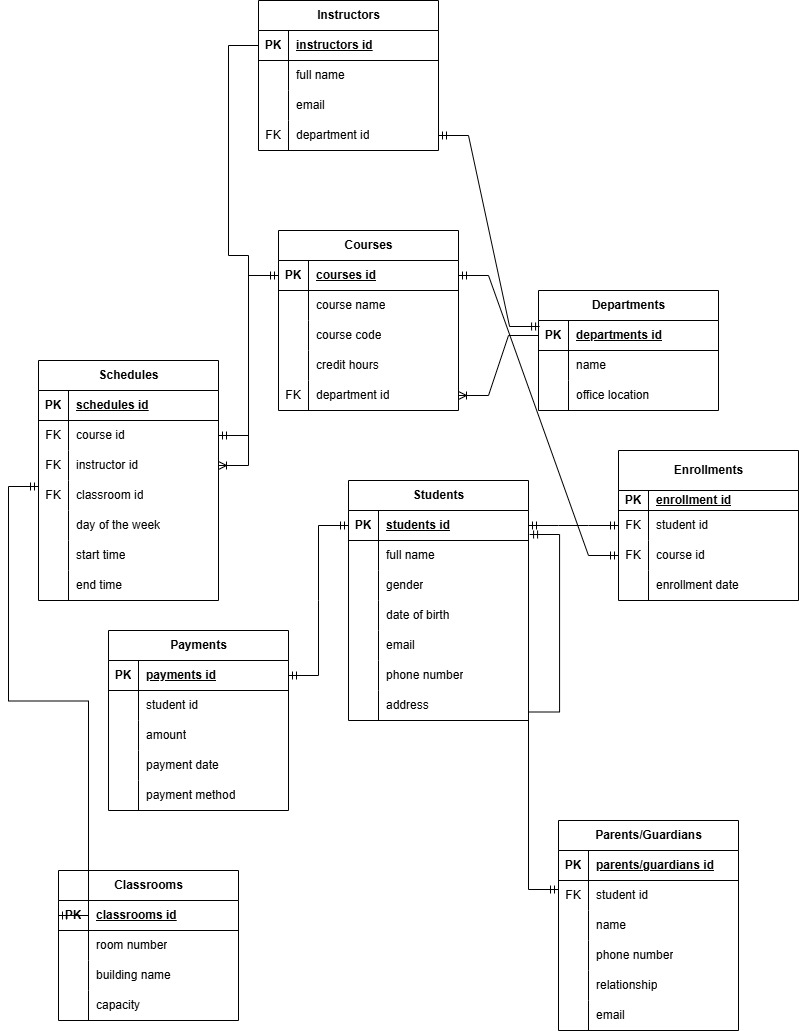 Instructors
PK instructors id
full name
email
FK department id
Courses
PK courses id
course name
course code
credit hours
FK department id
Departments
PK departments id
name
office location
Schedules
PK schedules id
FK course id
FK instructor id
FK classroom id
day of the week
start time
end time
Enrollments
PK enrollment id
FK student id
FK course id
enrollment date
Students
PK students id
full name
gender
date of birth
email
phone number
address
Payments
PK payments id
student id
amount
payment date
payment method
Parents/Guardians
PK parents/guardians id
FK student id
name
phone number
relationship
email
Classrooms
PK classrooms id
room number
building name
capacity